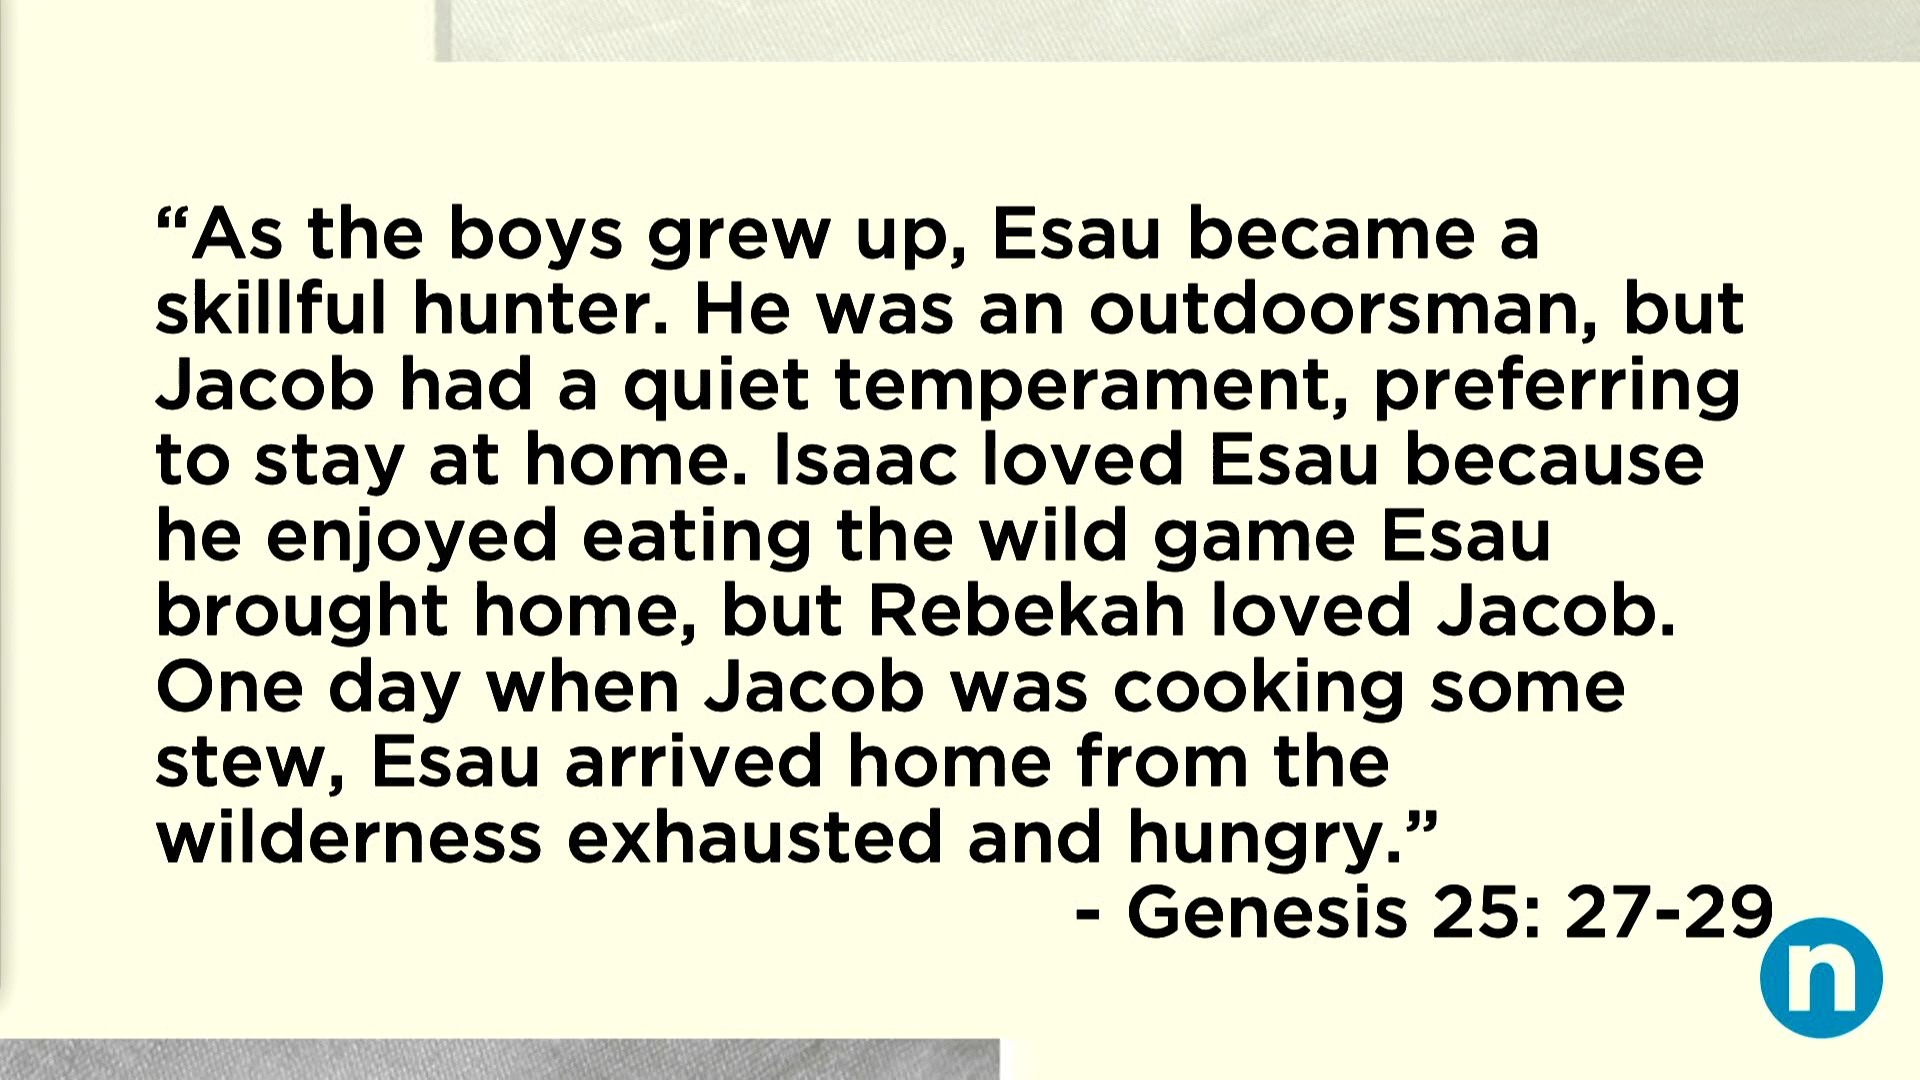 “As the boys grew up, Esau became a
skillful hunter. He was an outdoorsman, but
Jacob had a quiet temperament, preferring
to stay at home. Isaac loved Esau because
he enjoyed eating the wild game Esau
brought home, but Rebekah loved Jacob.
One day when Jacob was cooking some
stew, Esau arrived home from the
wilderness exhausted and hungry.”
- Genesis 25: 27-29
n